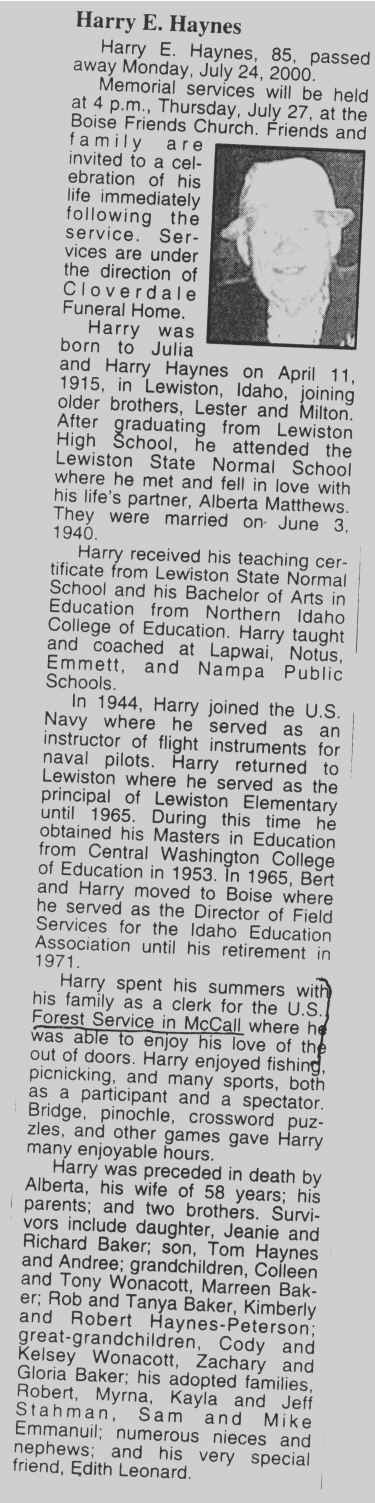 Harry E. Haynes
Harry E. Haynes, 85, passed
away Monday, July 24, 2000.
Memorial services will be held
at 4 p.m., Thursday, July 27, at the
Boise Friends Church. Friends and
family are
invited to a cel-
ebration of his
life immediately
following the
service. Ser-
vices are under
the direction of
Cloverdale
Funeral Home.
Harry was
born to Julia
and Harry Haynes on April 11,
1915, in Lewiston, Idaho, joining
older brothers, Lester and Milton.
After graduating from Lewiston
High School, he attended the
Lewiston State Normal School
where he met and fell in love with
his life's partner, Alberta Matthews.
They were married on June 3,
1940.
Harry received his teaching cer-
tificate from Lewiston State Normal
School and his Bachelor of Arts in
Education from Northern Idaho
College of Education. Harry taught
and coached at Lapwai, Notus,
Emmett, and Nampa Public
Schools.
In 1944, Harry joined the U.S.
Navy where he served as an
instructor of flight instruments for
naval pilots. Harry returned to
Lewiston where he served as the
principal of Lewiston Elementary
until 1965. During this time he
obtained his Masters in Education
from Central Washington College
of Education in 1953. In 1965, Bert
and Harry moved to Boise where
he served as the Director of Field
Services for the Idaho Education
Association until his retirement in
1971.
Harry spent his summers with
his family as a clerk for the U.S.
Forest Service in McCall where he
was able to enjoy his love of the
out of doors. Harry enjoyed fishing,
picnicking, and many sports, both
as a participant and a spectator.
Bridge, pinochle, crossword puz-
zles, and other games gave Harry
many enjoyable hours.
Harry was preceded in death by
Alberta, his wife of 58 years; his
parents; and two brothers. Survi-
vors include daughter, Jeanie and
Richard Baker; son, Tom Haynes
and Andree; grandchildren, Colleen
and Tony Wonacott, Marreen Bak-
er; Rob and Tanya Baker, Kimberly
and Robert Haynes-Peterson;
great-grandchildren, Cody and
Kelsey Wonacott, Zachary and
Gloria Baker; his adopted families,
Robert, Myrna, Kayla and Jeff
Stahman, Sam and Mike
Emmanuil; numerous nieces and
nephews; and his very special
friend, Edith Leonard.